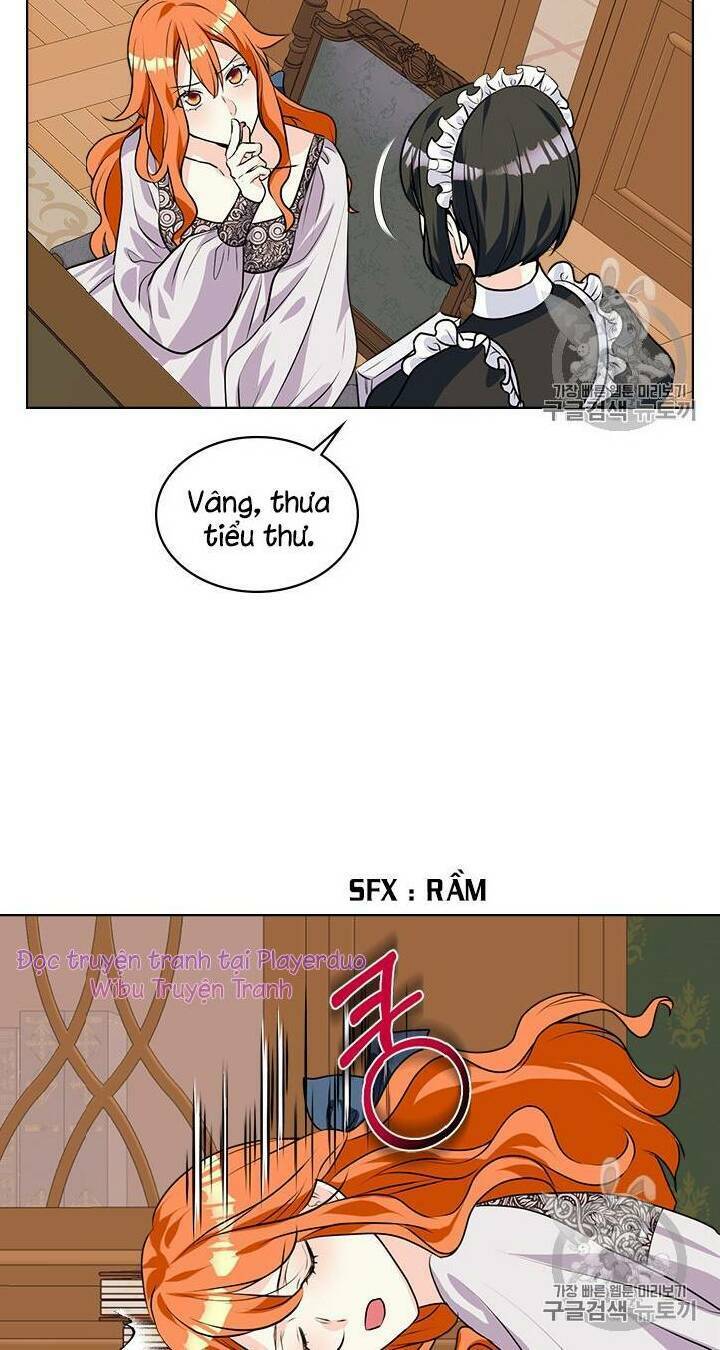 가장 빠른 웹툰 미리보기
구글검색 뉴토끼
Vâng, thưa
tiểu thư.
SFX : RẦM
Đọc truyện tranh tại Playerduo
Wibu Truyện Tranh
쿵
가장 빠른 웹툰 미리보기
구글검색 뉴토끼